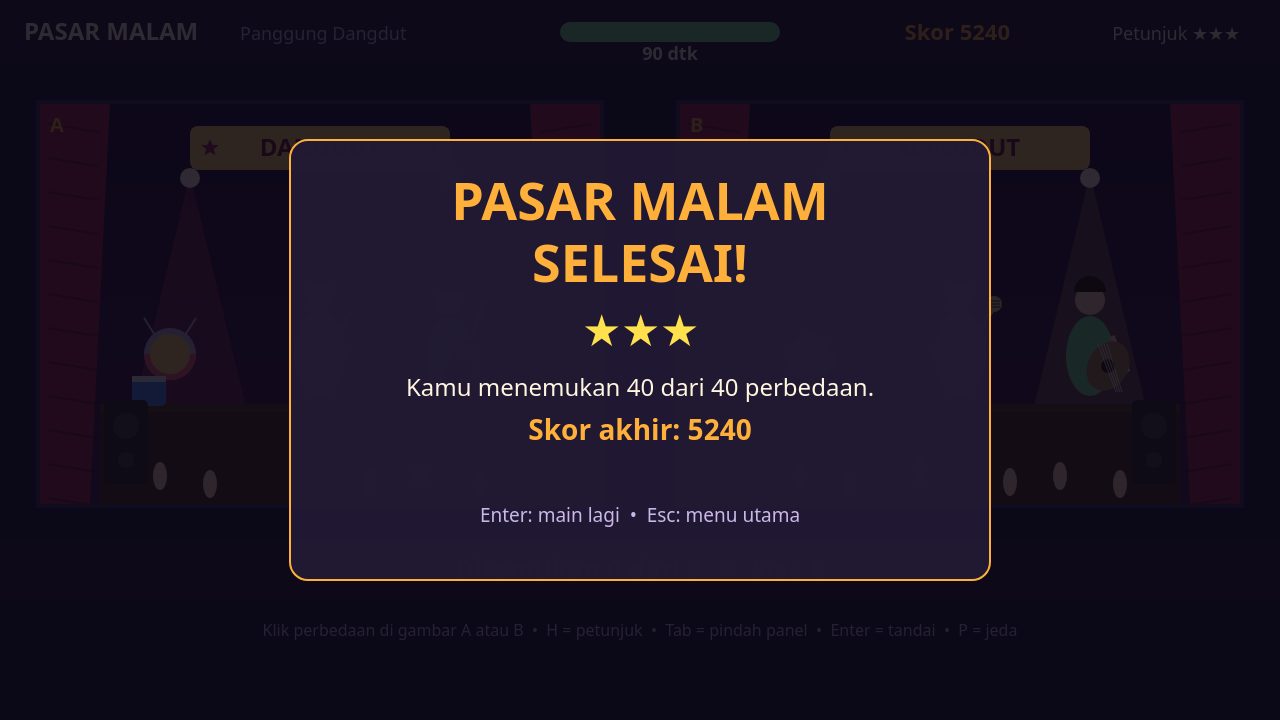 PASAR MALAM
Panggung Dangdut
90 dtk
Skor 5240
Petunjuk ★★★
A
B
PASAR MALAM
SELESAI!
★★★
Kamu menemukan 40 dari 40 perbedaan.
Skor akhir: 5240
Enter: main lagi • Esc: menu utama
Klik perbedaan di gambar A atau B • H = petunjuk • Tab = pindah panel • Enter = tandai • P = jeda